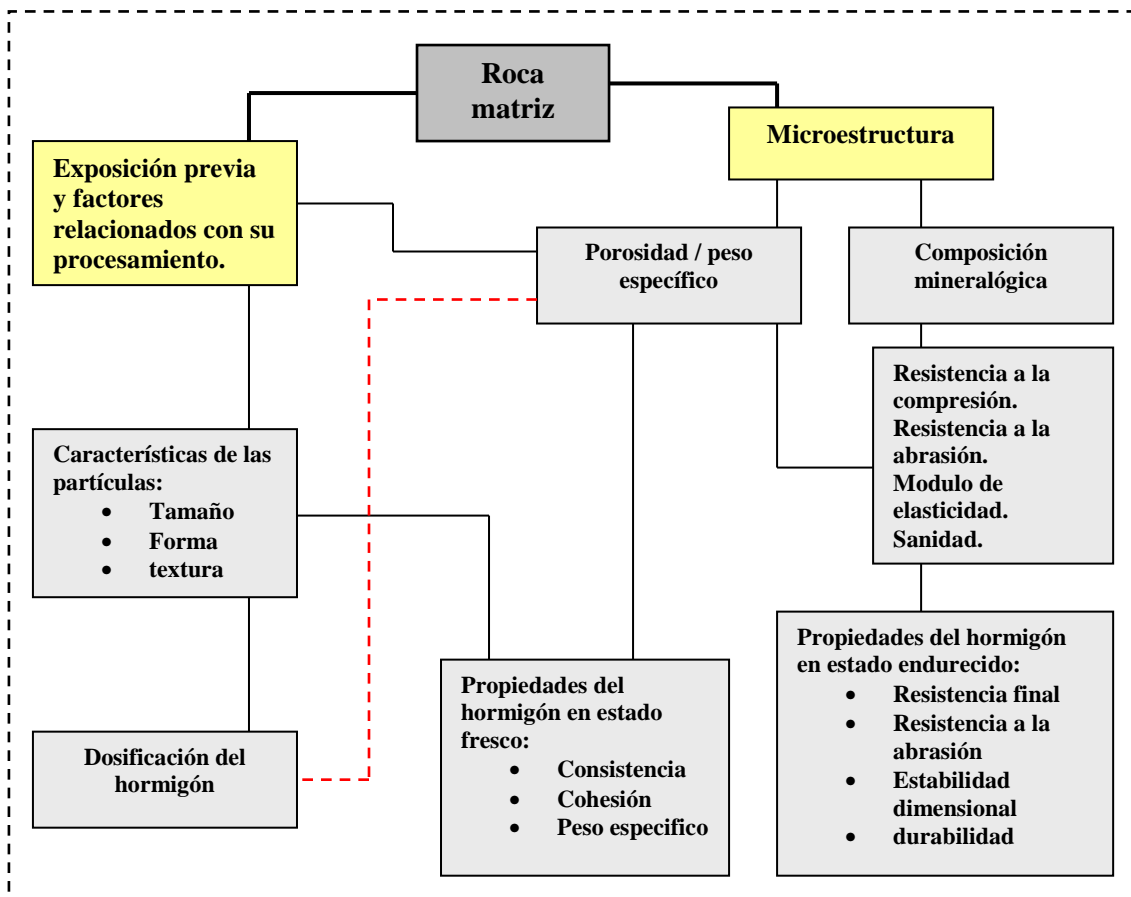 Roca
matriz
Exposición previa
y factores
relacionados con su
procesamiento.
Microestructura
Porosidad / peso
específico
Composición
mineralógica
Resistencia a la
compresión.
Resistencia a la
abrasión.
Modulo de
elasticidad.
Sanidad.
Características de las
partículas:
• Tamaño
• Forma
• textura
Propiedades del hormigón
en estado endurecido:
• Resistencia final
• Resistencia a la
abrasión
• Estabilidad
dimensional
• durabilidad
Propiedades del
hormigón en estado
fresco:
• Consistencia
• Cohesión
• Peso especifico
Dosificación del
hormigón